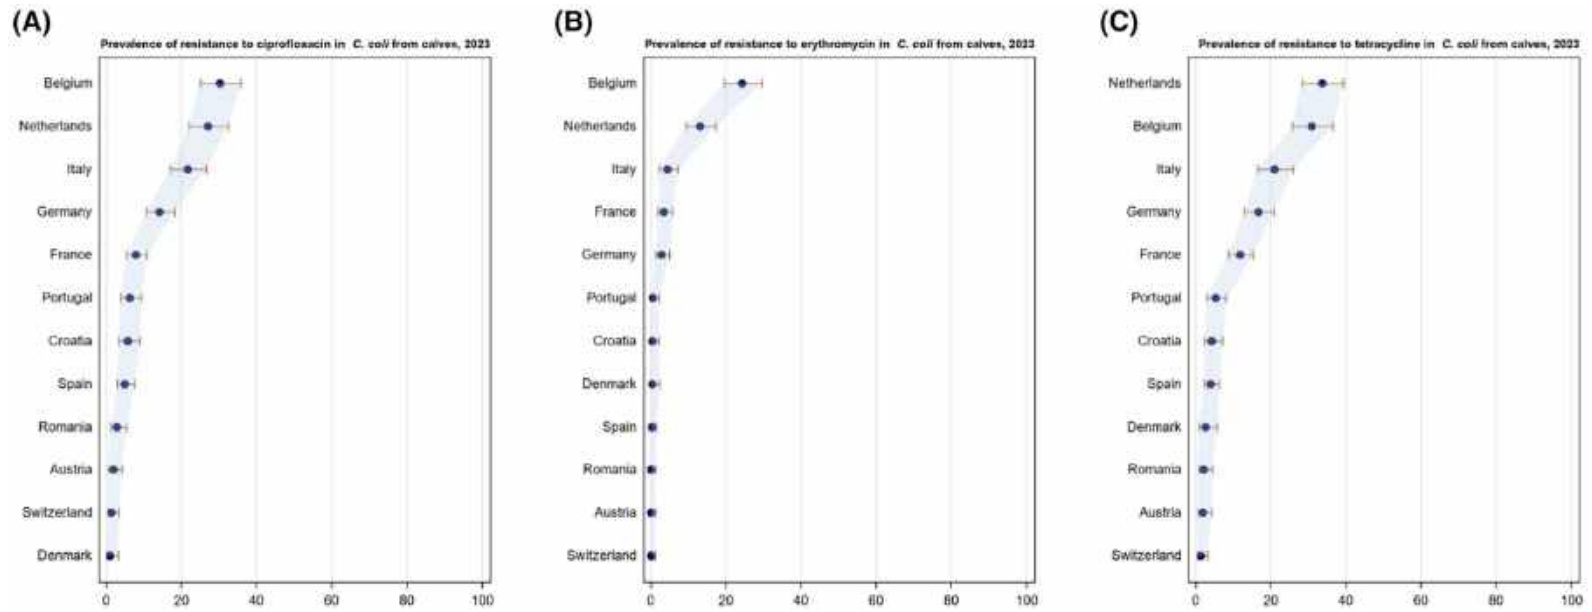 (A)
Prevalence of resistance to ciprofloxacin in C. coli from calves, 2023
Belgium
Netherlands
Italy
Germany
France
Portugal
Croatia
Spain
Romania
Austria
Switzerland
Denmark
0 20 40 60 80 100
(B)
Prevalence of resistance to erythromycin in C. coli from calves, 2023
Belgium
Netherlands
Italy
France
Germany
Portugal
Croatia
Denmark
Spain
Romania
Austria
Switzerland
0 20 40 60 80 100
(C)
Prevalence of resistance to tetracycline in C. coli from calves, 2023
Netherlands
Belgium
Italy
Germany
France
Portugal
Croatia
Spain
Denmark
Romania
Austria
Switzerland
0 20 40 60 80 100